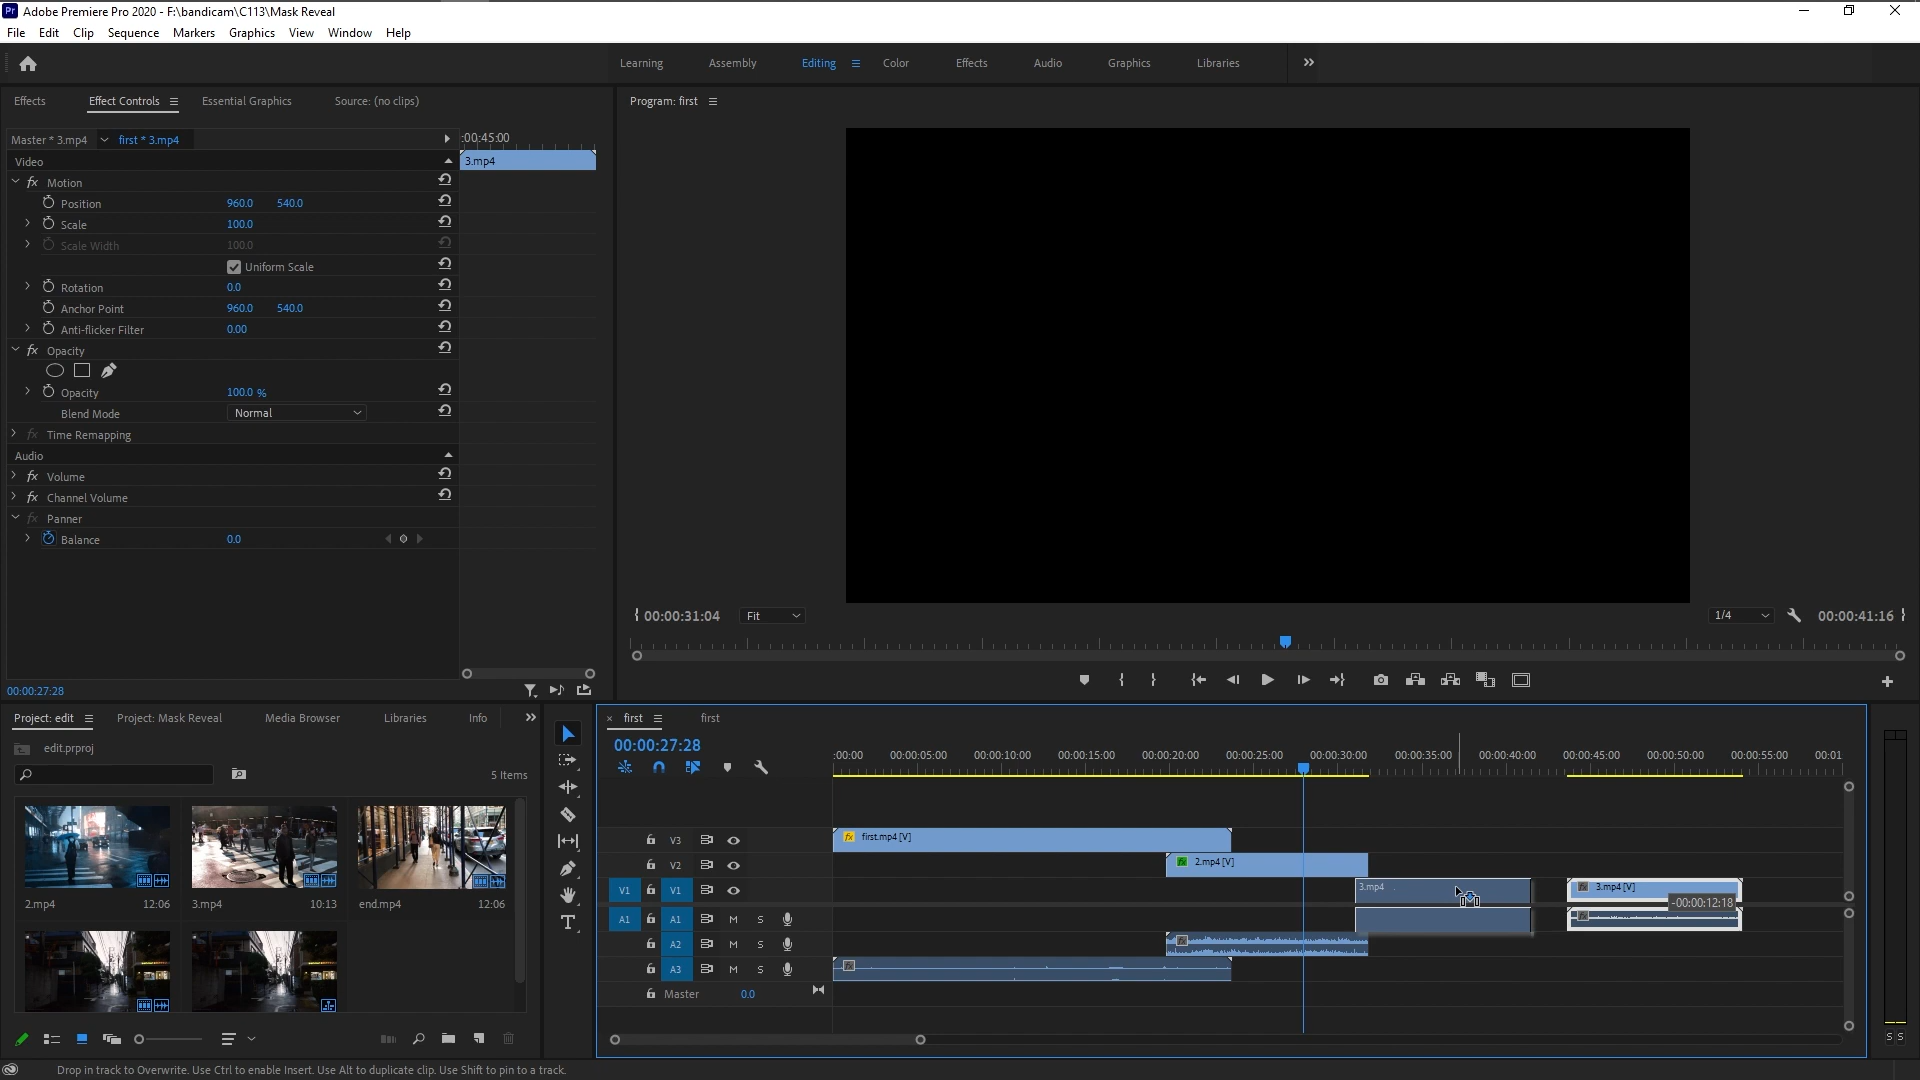 Adobe Premiere Pro 2020 - F:\bandicam\C113\Mask Reveal
File Edit Clip Sequence Markers Graphics View Window Help
Learning Assembly Editing Color Effects Audio Graphics Libraries
Effects Effect Controls Essential Graphics Source: (no clips)
Program: first
Master * 3.mp4 first * 3.mp4 :00:45:00
Video 3.mp4
fx Motion
Position 960.0 540.0
Scale 100.0
Scale Width 100.0
Uniform Scale
Rotation 0.0
Anchor Point 960.0 540.0
Anti-flicker Filter 0.00
fx Opacity
Opacity 100.0 %
Blend Mode Normal
fx Time Remapping
Audio
fx Volume
fx Channel Volume
fx Panner
Balance 0.0
00:00:31:04 Fit 1/4 00:00:41:16
00:00:27:28
Project: edit Project: Mask Reveal Media Browser Libraries Info
edit.prproj
5 Items
2.mp4 12:06 3.mp4 10:13 end.mp4 12:06
first first
00:00:27:28
:00:00 00:00:05:00 00:00:10:00 00:00:15:00 00:00:20:00 00:00:25:00 00:00:30:00 00:00:35:00 00:00:40:00 00:00:45:00 00:00:50:00 00:00:55:00 00:01
V3 fx first.mp4 [V]
V2 2.mp4 [V]
V1 V1 3.mp4 3.mp4 [V]
-00:00:12:18
A1 A1 M S
A2 M S
A3 M S
Master 0.0
S S
Drop in track to Overwrite. Use Ctrl to enable Insert. Use Alt to duplicate clip. Use Shift to pin to a track.